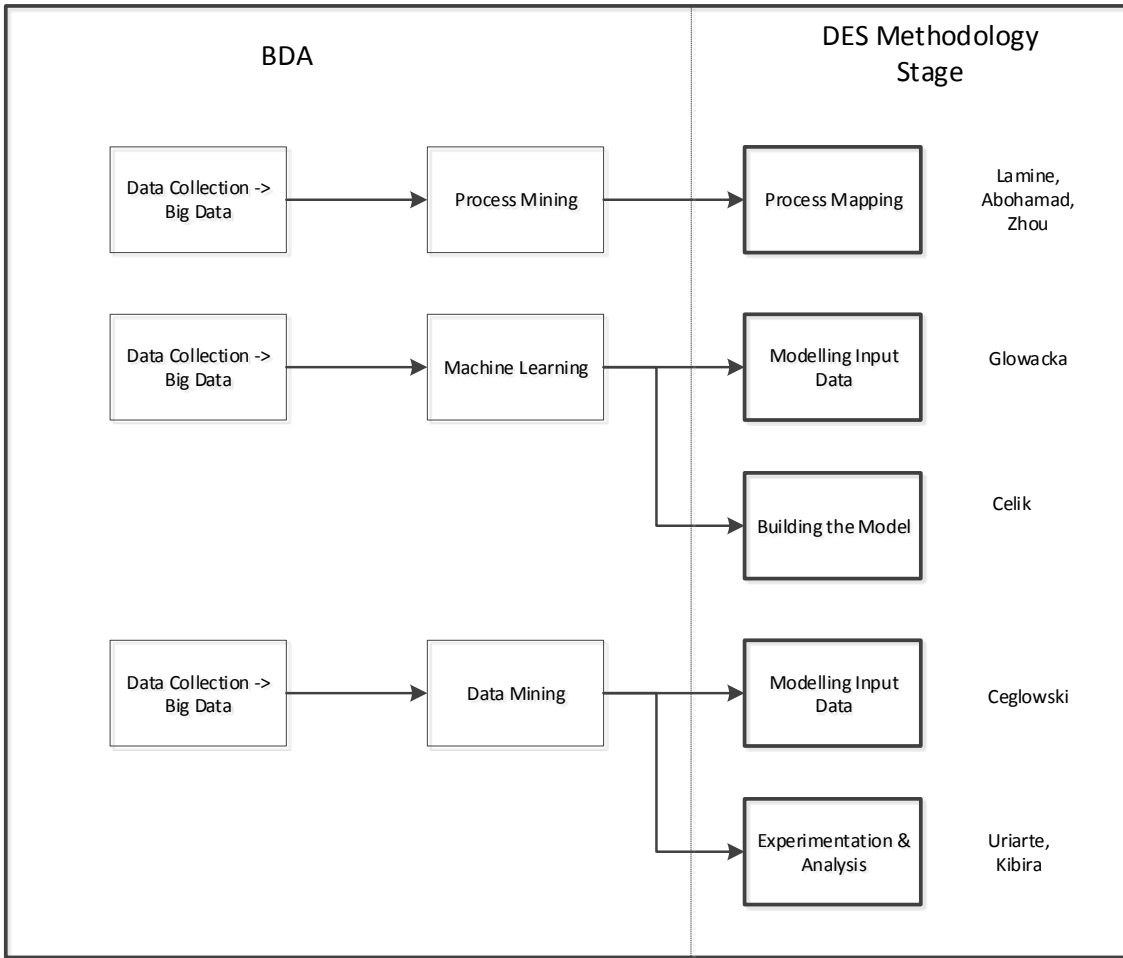 BDA
DES Methodology
Stage
Data Collection ->
Big Data
Process Mining
Process Mapping
Lamine,
Abohamad,
Zhou
Data Collection ->
Big Data
Machine Learning
Modelling Input
Data
Glowacka
Building the Model
Celik
Data Collection ->
Big Data
Data Mining
Modelling Input
Data
Ceglowski
Experimentation &
Analysis
Uriarte,
Kibira